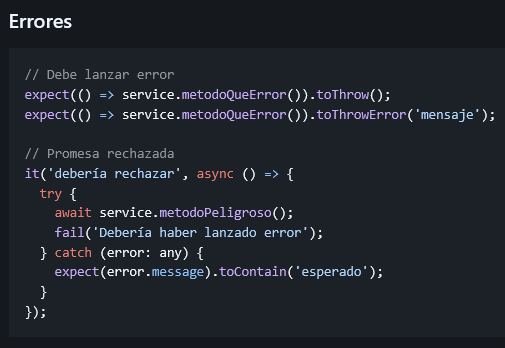 Errores
// Debe lanzar error
expect(() => service.metodoQueError()).toThrow();
expect(() => service.metodoQueError()).toThrowError('mensaje');
// Promesa rechazada
it('debería rechazar', async () => {
  try {
    await service.metodoPeligroso();
    fail('Debería haber lanzado error');
  } catch (error: any) {
    expect(error.message).toContain('esperado');
  }
});